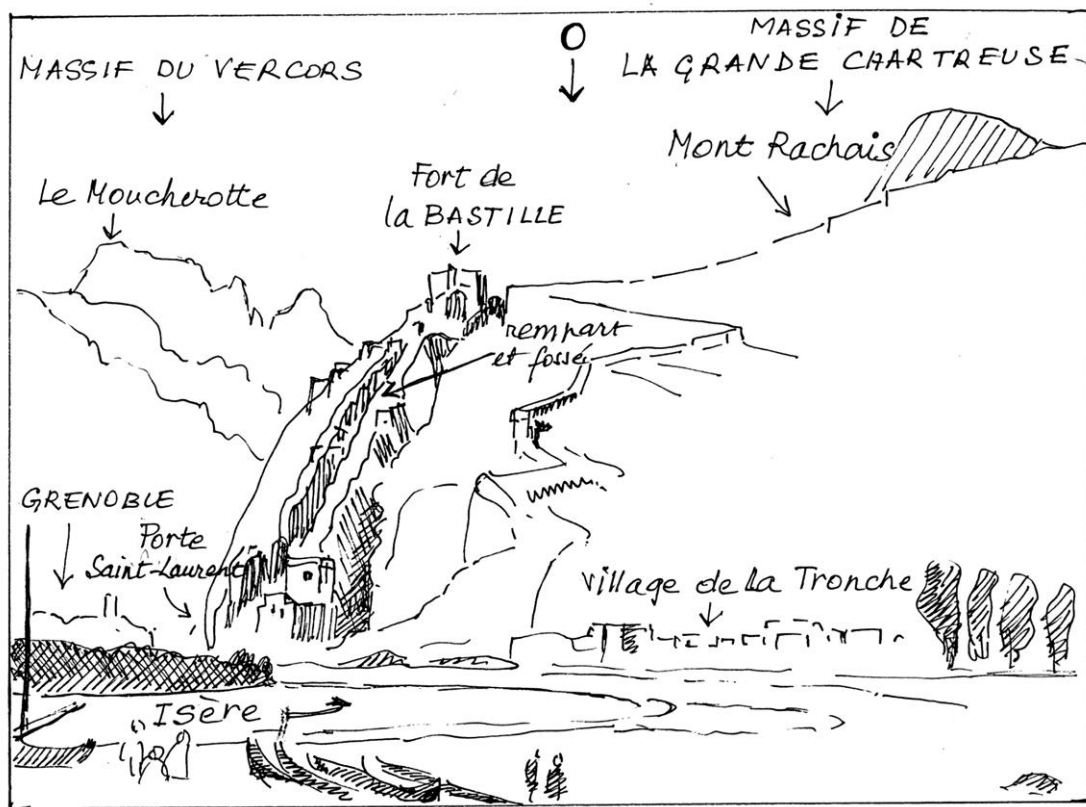 O
MASSIF DE
LA GRANDE CHARTREUSE
MASSIF DU VERCORS
Mont Rachais
Le Moucherotte
Fort de
la BASTILLE
rempart
et fossé
GRENOBLE
Porte
Saint-Laurent
Village de La Tronche
Isère